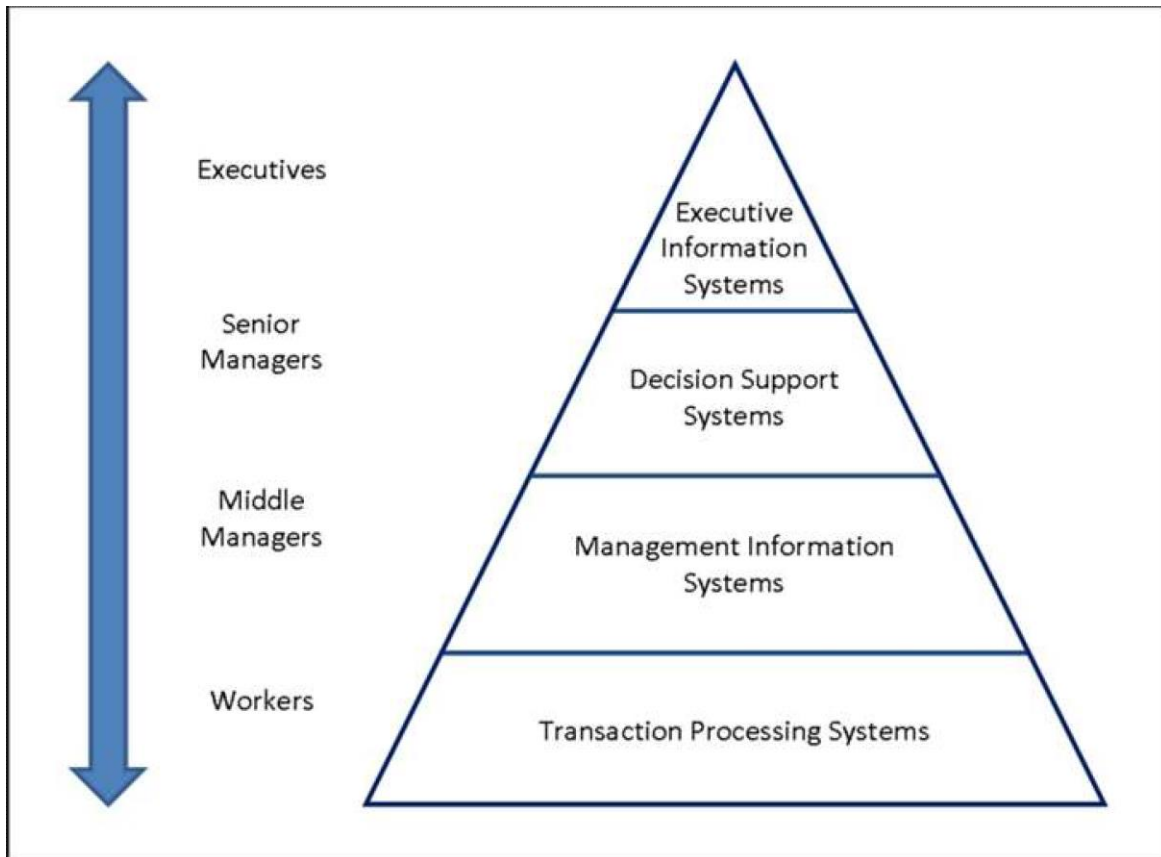 Executives
Executive
Information
Systems
Senior
Managers
Decision Support
Systems
Middle
Managers
Management Information
Systems
Workers
Transaction Processing Systems